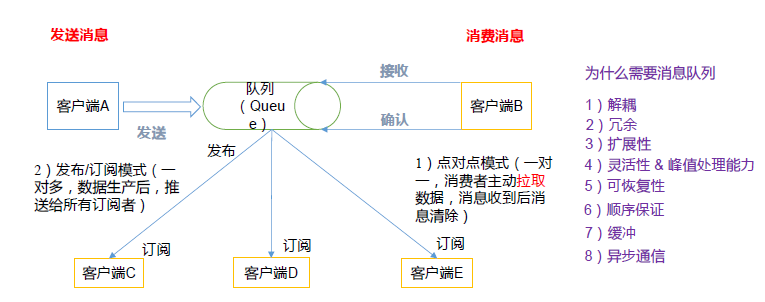 发送消息
消费消息
客户端A
发送
队列
（Queu
e）
接收
确认
客户端B
发布
2）发布/订阅模式（一
对多，数据生产后，推
送给所有订阅者）
1）点对点模式（一对
一，消费者主动拉取
数据，消息收到后消
息清除）
订阅
订阅
订阅
客户端C
客户端D
客户端E
为什么需要消息队列
1）解耦
2）冗余
3）扩展性
4）灵活性 & 峰值处理能力
5）可恢复性
6）顺序保证
7）缓冲
8）异步通信